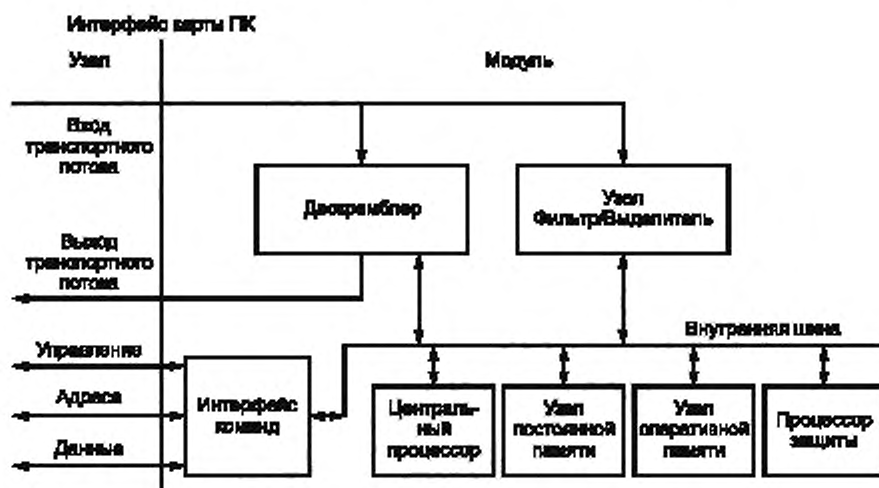 Интерфейс карты ПК
Узел
Модуль
Вход
транспортного
потока
Дескремблер
Узел
Фильтр/Выделитель
Выход
транспортного
потока
Внутренняя шина
Управление
Адреса
Данные
Интерфейс
команд
Централь-
ный
процессор
Узел
постоянной
памяти
Узел
оперативной
памяти
Процессор
защиты